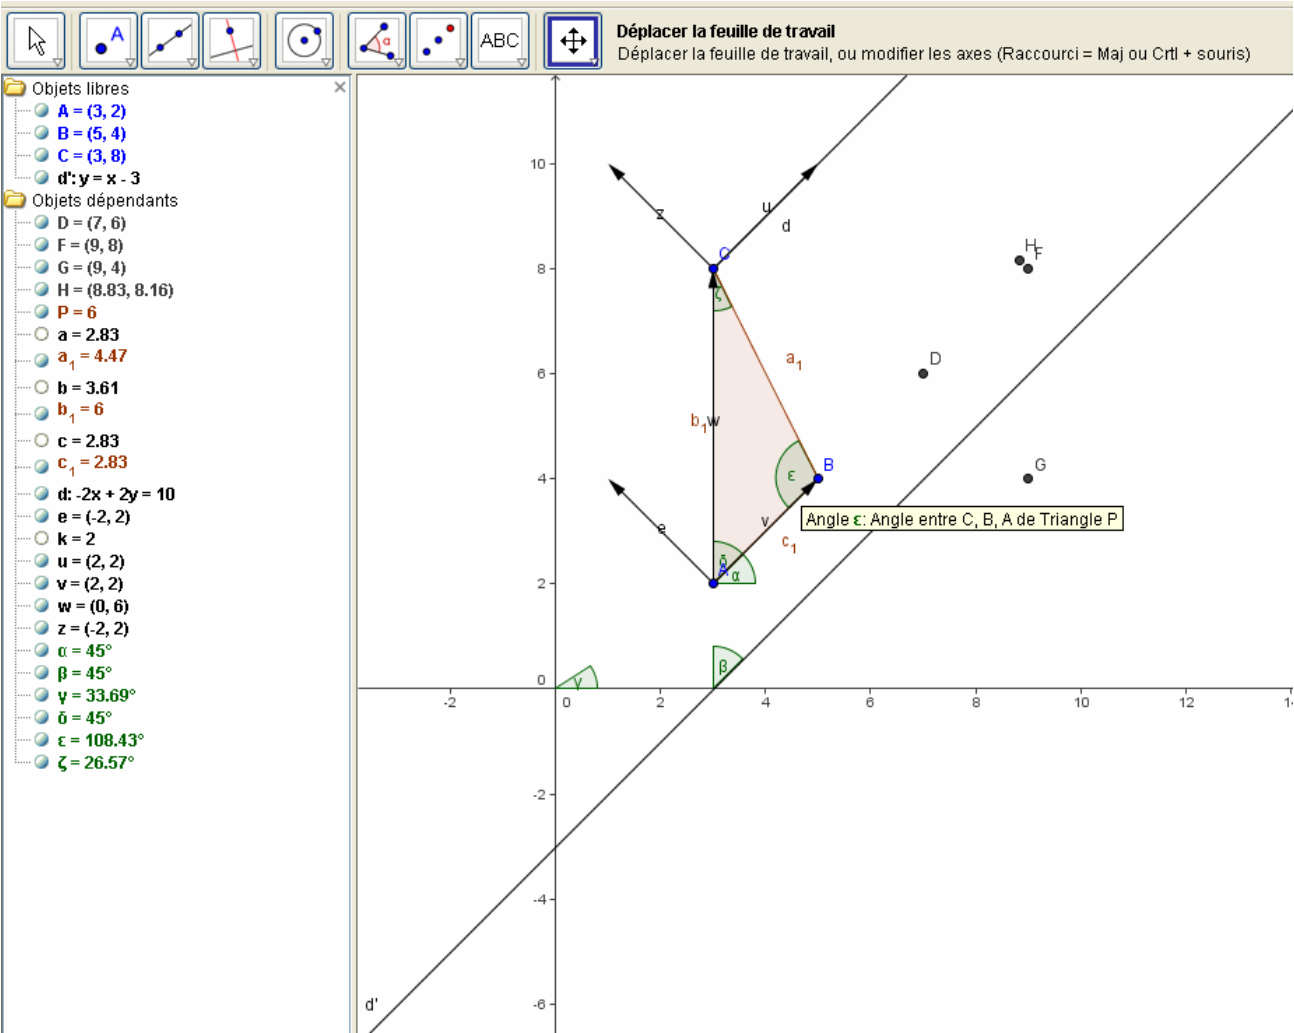 A
α
ABC
Déplacer la feuille de travail
Déplacer la feuille de travail, ou modifier les axes (Raccourci = Maj ou Crtl + souris)
Objets libres
A = (3, 2)
B = (5, 4)
C = (3, 8)
d': y = x - 3
Objets dépendants
D = (7, 6)
F = (9, 8)
G = (9, 4)
H = (8.83, 8.16)
P = 6
a = 2.83
a1 = 4.47
b = 3.61
b1 = 6
c = 2.83
c1 = 2.83
d: -2x + 2y = 10
e = (-2, 2)
k = 2
u = (2, 2)
v = (2, 2)
w = (0, 6)
z = (-2, 2)
α = 45°
β = 45°
γ = 33.69°
δ = 45°
ε = 108.43°
ζ = 26.57°
10
z
u
d
C
H
F
8
ζ
a1
D
6
b1
w
B
ε
G
4
e
v
Angle ε: Angle entre C, B, A de Triangle P
c1
δ
A
α
2
β
γ
0
-2
0
2
4
6
8
10
12
14
-2
-4
d'
-6